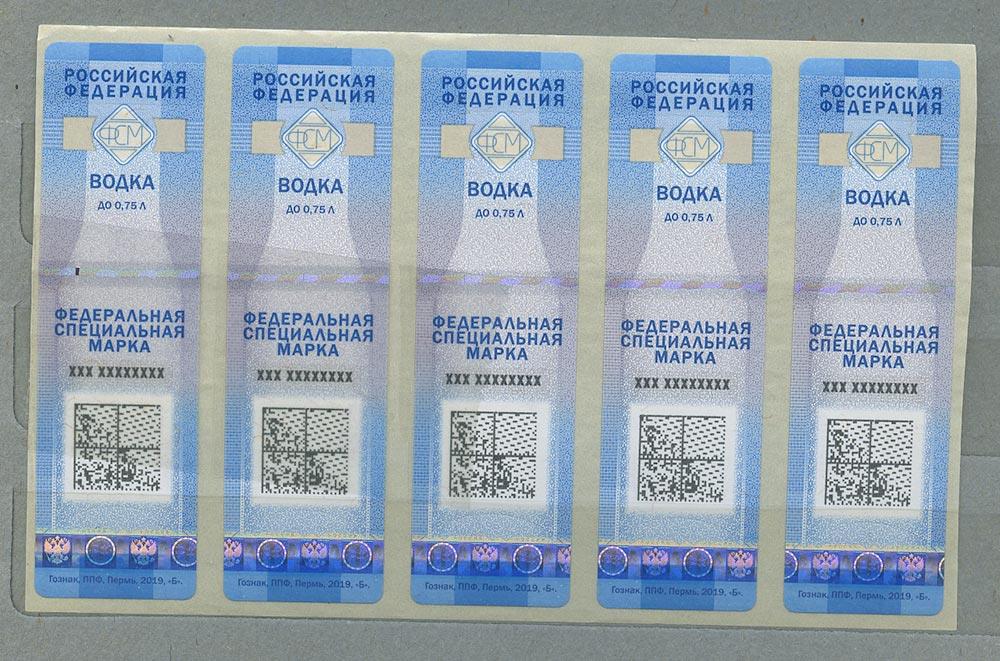 РОССИЙСКАЯ
ФЕДЕРАЦИЯ
ФСМ
ВОДКА
ДО 0,75 Л
ФЕДЕРАЛЬНАЯ
СПЕЦИАЛЬНАЯ
МАРКА
XXX XXXXXXXX
Гознак, ППФ, Пермь, 2019, «Б».
РОССИЙСКАЯ
ФЕДЕРАЦИЯ
ФСМ
ВОДКА
ДО 0,75 Л
ФЕДЕРАЛЬНАЯ
СПЕЦИАЛЬНАЯ
МАРКА
XXX XXXXXXXX
Гознак, ППФ, Пермь, 2019, «Б».
РОССИЙСКАЯ
ФЕДЕРАЦИЯ
ФСМ
ВОДКА
ДО 0,75 Л
ФЕДЕРАЛЬНАЯ
СПЕЦИАЛЬНАЯ
МАРКА
XXX XXXXXXXX
Гознак, ППФ, Пермь, 2019, «Б».
РОССИЙСКАЯ
ФЕДЕРАЦИЯ
ФСМ
ВОДКА
ДО 0,75 Л
ФЕДЕРАЛЬНАЯ
СПЕЦИАЛЬНАЯ
МАРКА
XXX XXXXXXXX
Гознак, ППФ, Пермь, 2019, «Б».
РОССИЙСКАЯ
ФЕДЕРАЦИЯ
ФСМ
ВОДКА
ДО 0,75 Л
ФЕДЕРАЛЬНАЯ
СПЕЦИАЛЬНАЯ
МАРКА
XXX XXXXXXXX
Гознак, ППФ, Пермь, 2019, «Б».